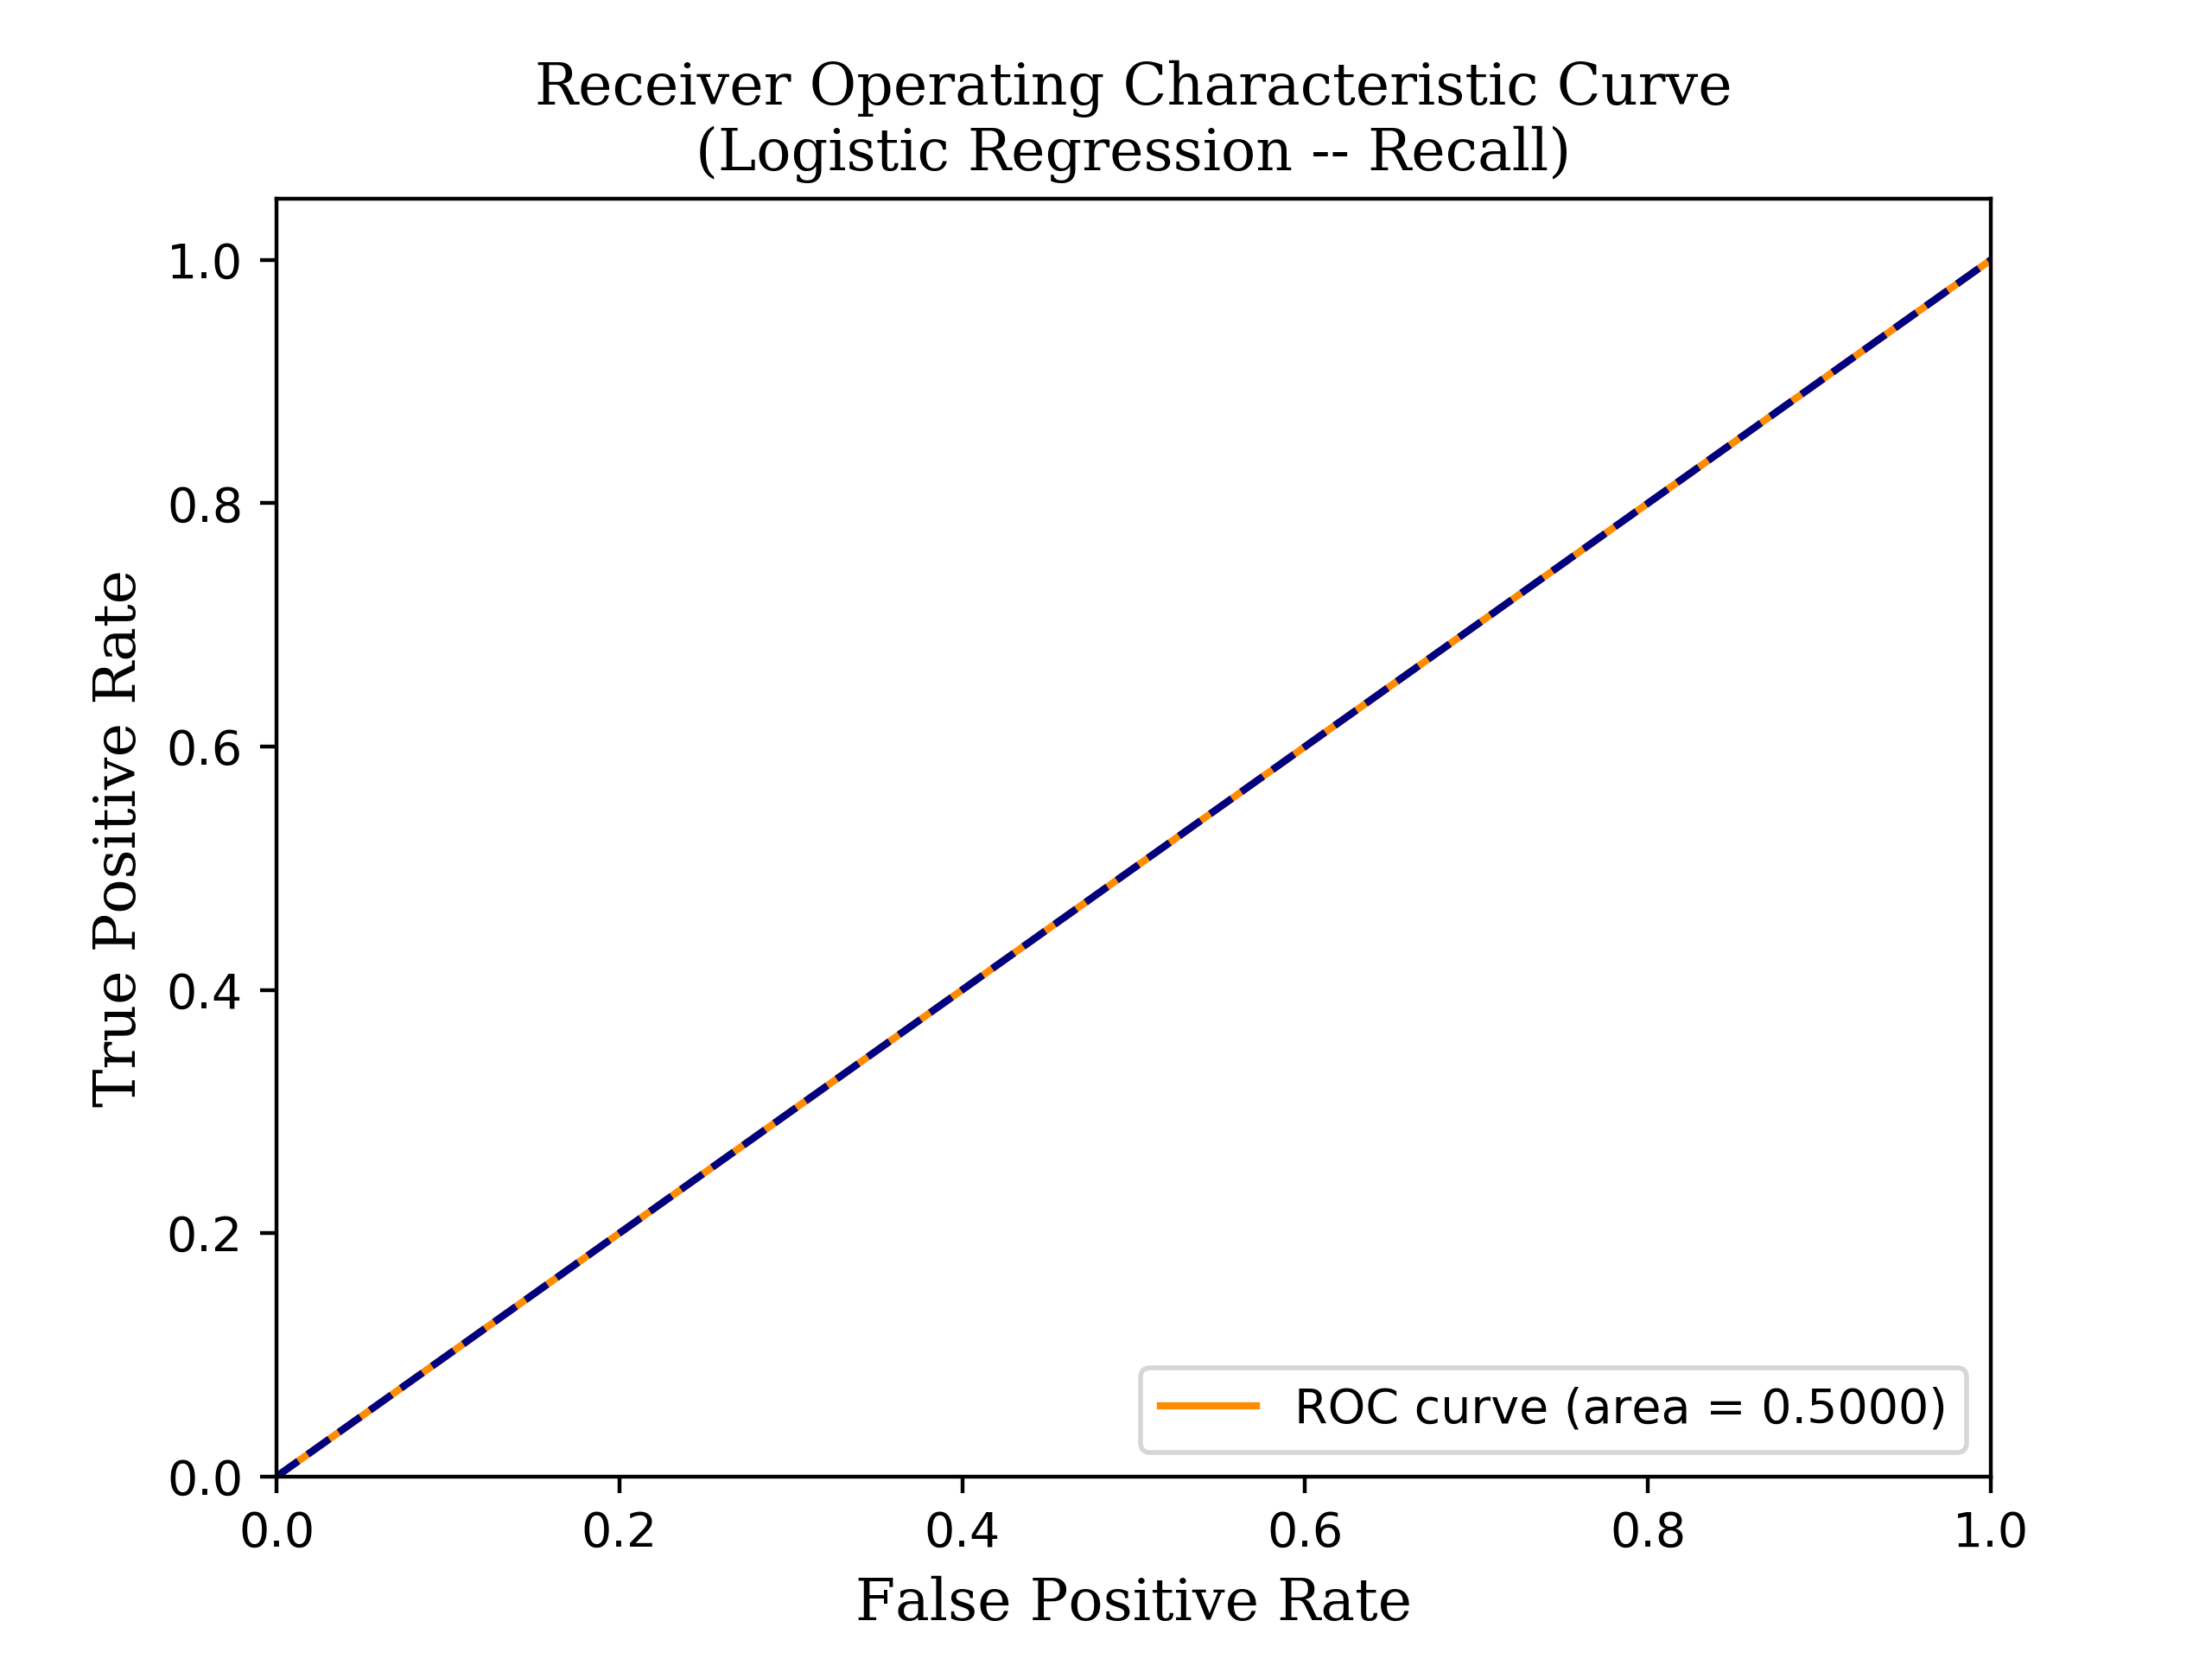 Receiver Operating Characteristic Curve
(Logistic Regression -- Recall)
True Positive Rate
1.0
0.8
0.6
0.4
0.2
0.0
ROC curve (area = 0.5000)
0.0 0.2 0.4 0.6 0.8 1.0
False Positive Rate